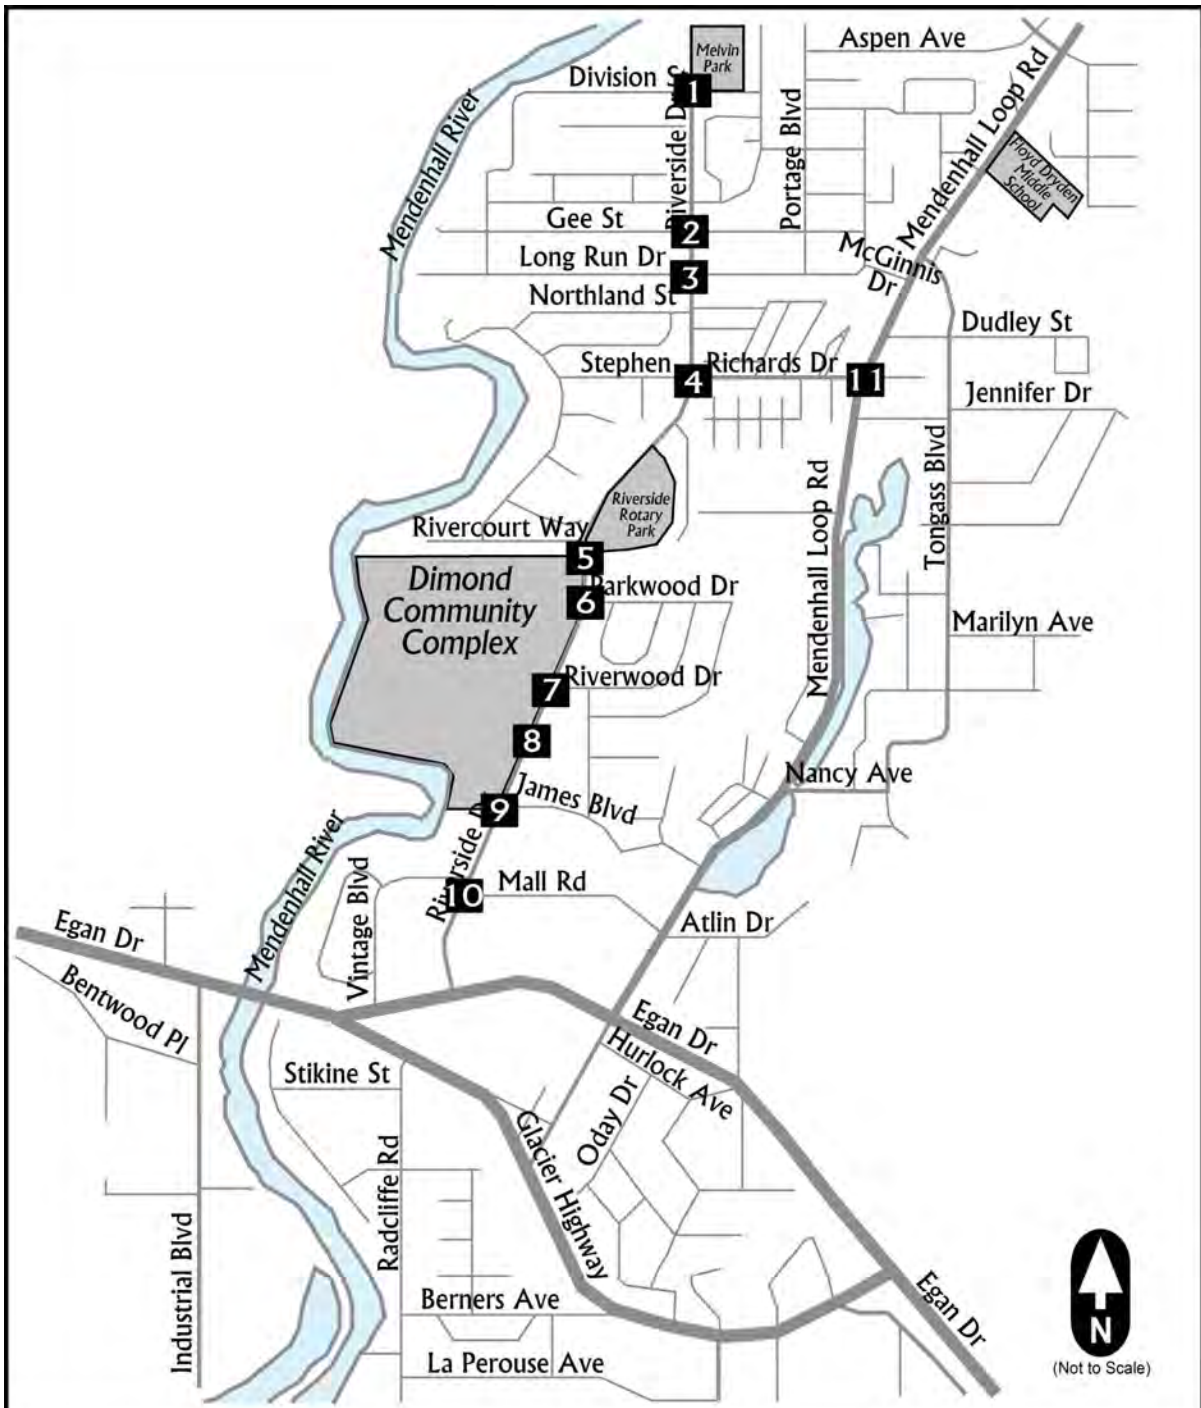 Melvin
Park
Aspen Ave
Division St
1
Mendenhall River
Riverside Dr
Portage Blvd
Mendenhall Loop Rd
Floyd Dryden
Middle
School
Gee St
2
Long Run Dr
3
McGinnis
Dr
Northland St
Dudley St
Stephen
4
Richards Dr
11
Jennifer Dr
Tongass Blvd
Mendenhall Loop Rd
Riverside
Rotary
Park
Rivercourt Way
5
Dimond
Community
Complex
6
Parkwood Dr
Marilyn Ave
7
Riverwood Dr
8
Nancy Ave
9
James Blvd
Mendenhall River
Riverside Dr
Vintage Blvd
10
Mall Rd
Atlin Dr
Egan Dr
Bentwood Pl
Egan Dr
Hurlock Ave
Stikine St
Oday Dr
Glacier Highway
Radcliffe Rd
Industrial Blvd
Berners Ave
Egan Dr
La Perouse Ave
N
(Not to Scale)